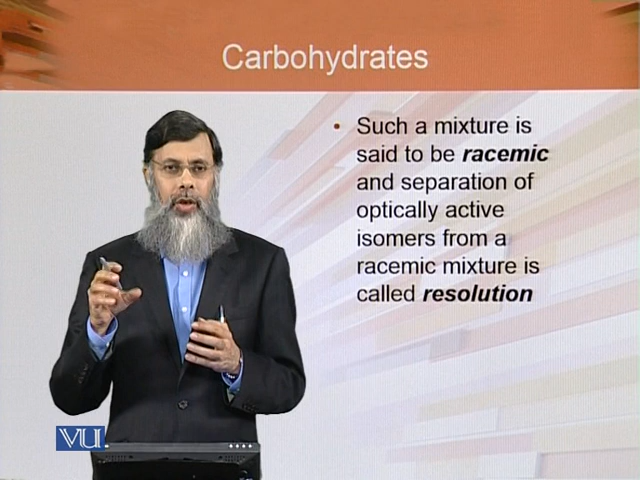 Carbohydrates
• Such a mixture is
said to be racemic
and separation of
optically active
isomers from a
racemic mixture is
called resolution
VU